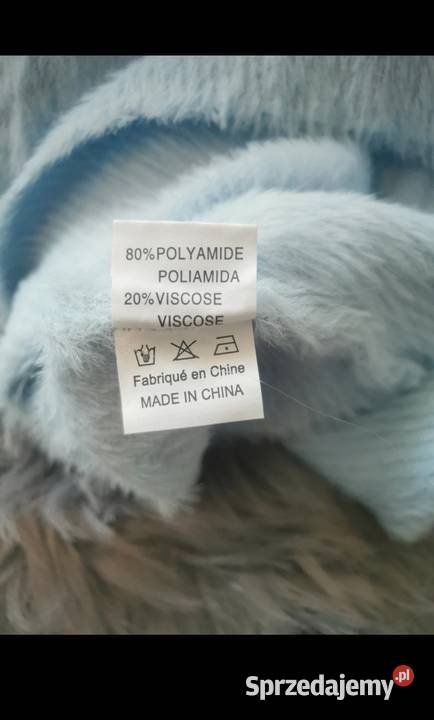 80%POLYAMIDE
POLIAMIDA
20%VISCOSE
VISCOSE
Fabriqué en Chine
MADE IN CHINA
Sprzedajemy.pl